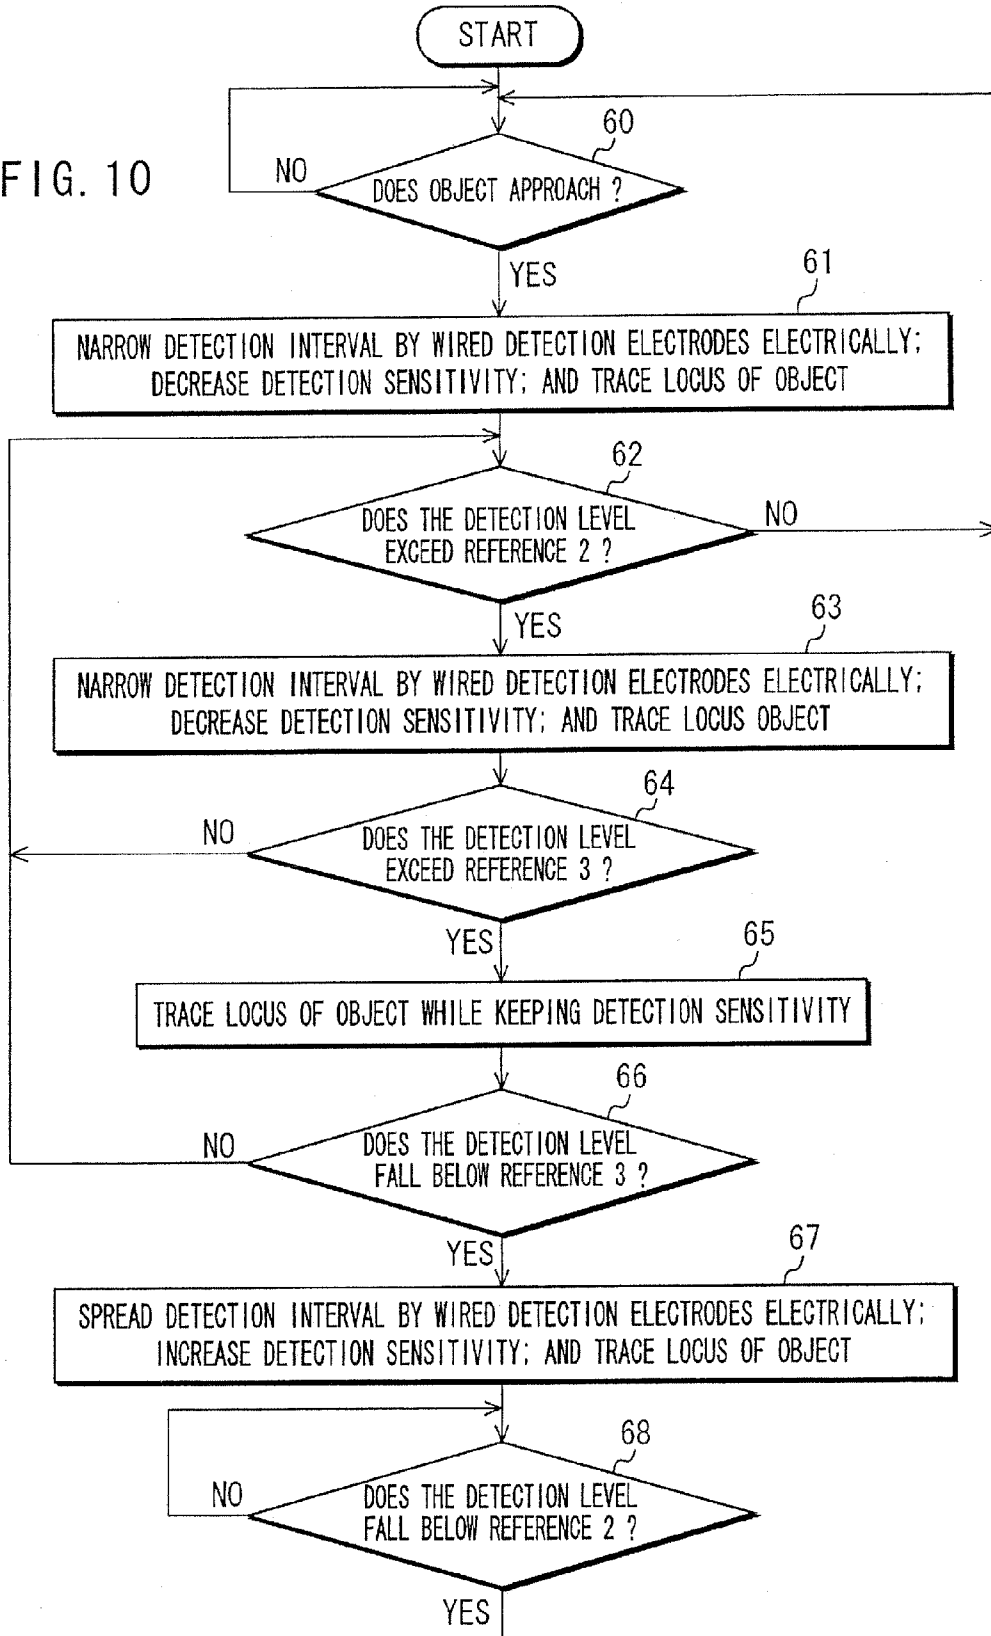 START
FIG. 10
60
NO
DOES OBJECT APPROACH ?
YES
61
NARROW DETECTION INTERVAL BY WIRED DETECTION ELECTRODES ELECTRICALLY;
DECREASE DETECTION SENSITIVITY; AND TRACE LOCUS OF OBJECT
62
DOES THE DETECTION LEVEL
EXCEED REFERENCE 2 ?
NO
YES
63
NARROW DETECTION INTERVAL BY WIRED DETECTION ELECTRODES ELECTRICALLY;
DECREASE DETECTION SENSITIVITY; AND TRACE LOCUS OBJECT
64
NO
DOES THE DETECTION LEVEL
EXCEED REFERENCE 3 ?
YES
65
TRACE LOCUS OF OBJECT WHILE KEEPING DETECTION SENSITIVITY
66
NO
DOES THE DETECTION LEVEL
FALL BELOW REFERENCE 3 ?
YES
67
SPREAD DETECTION INTERVAL BY WIRED DETECTION ELECTRODES ELECTRICALLY;
INCREASE DETECTION SENSITIVITY; AND TRACE LOCUS OF OBJECT
68
NO
DOES THE DETECTION LEVEL
FALL BELOW REFERENCE 2 ?
YES